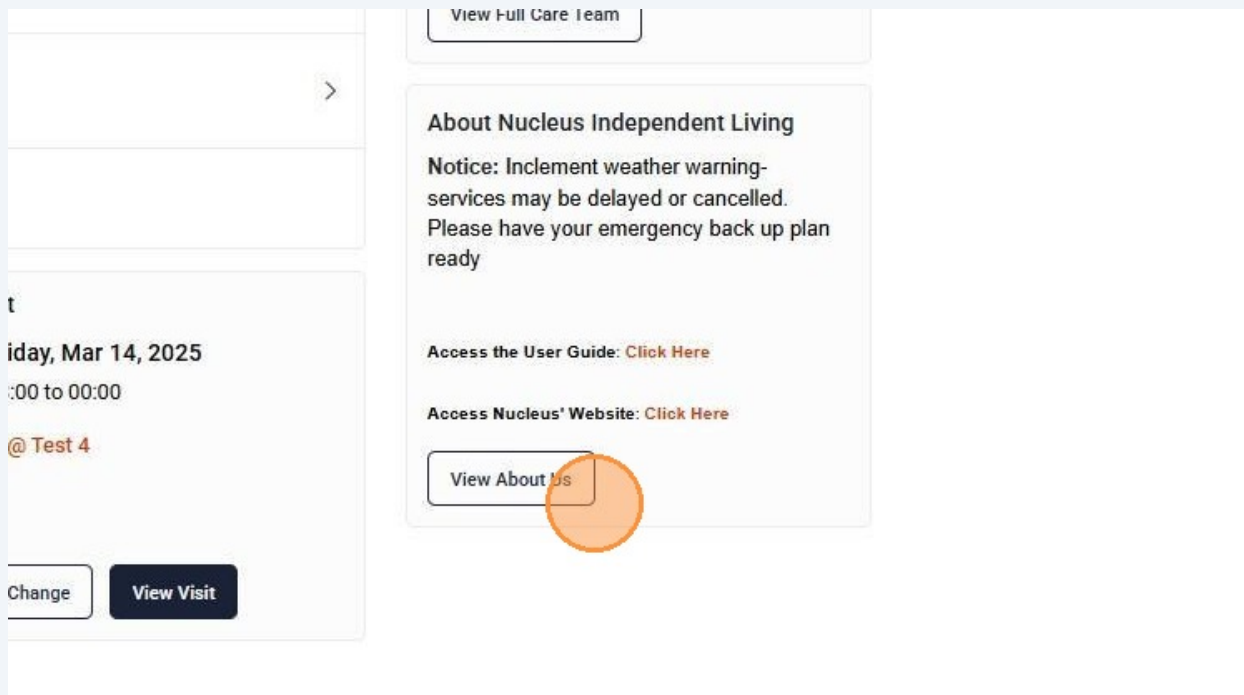 View Full Care Team
About Nucleus Independent Living
Notice: Inclement weather warning-
services may be delayed or cancelled.
Please have your emergency back up plan
ready
Access the User Guide: Click Here
Access Nucleus' Website: Click Here
View About Us
t
iday, Mar 14, 2025
:00 to 00:00
@ Test 4
Change
View Visit